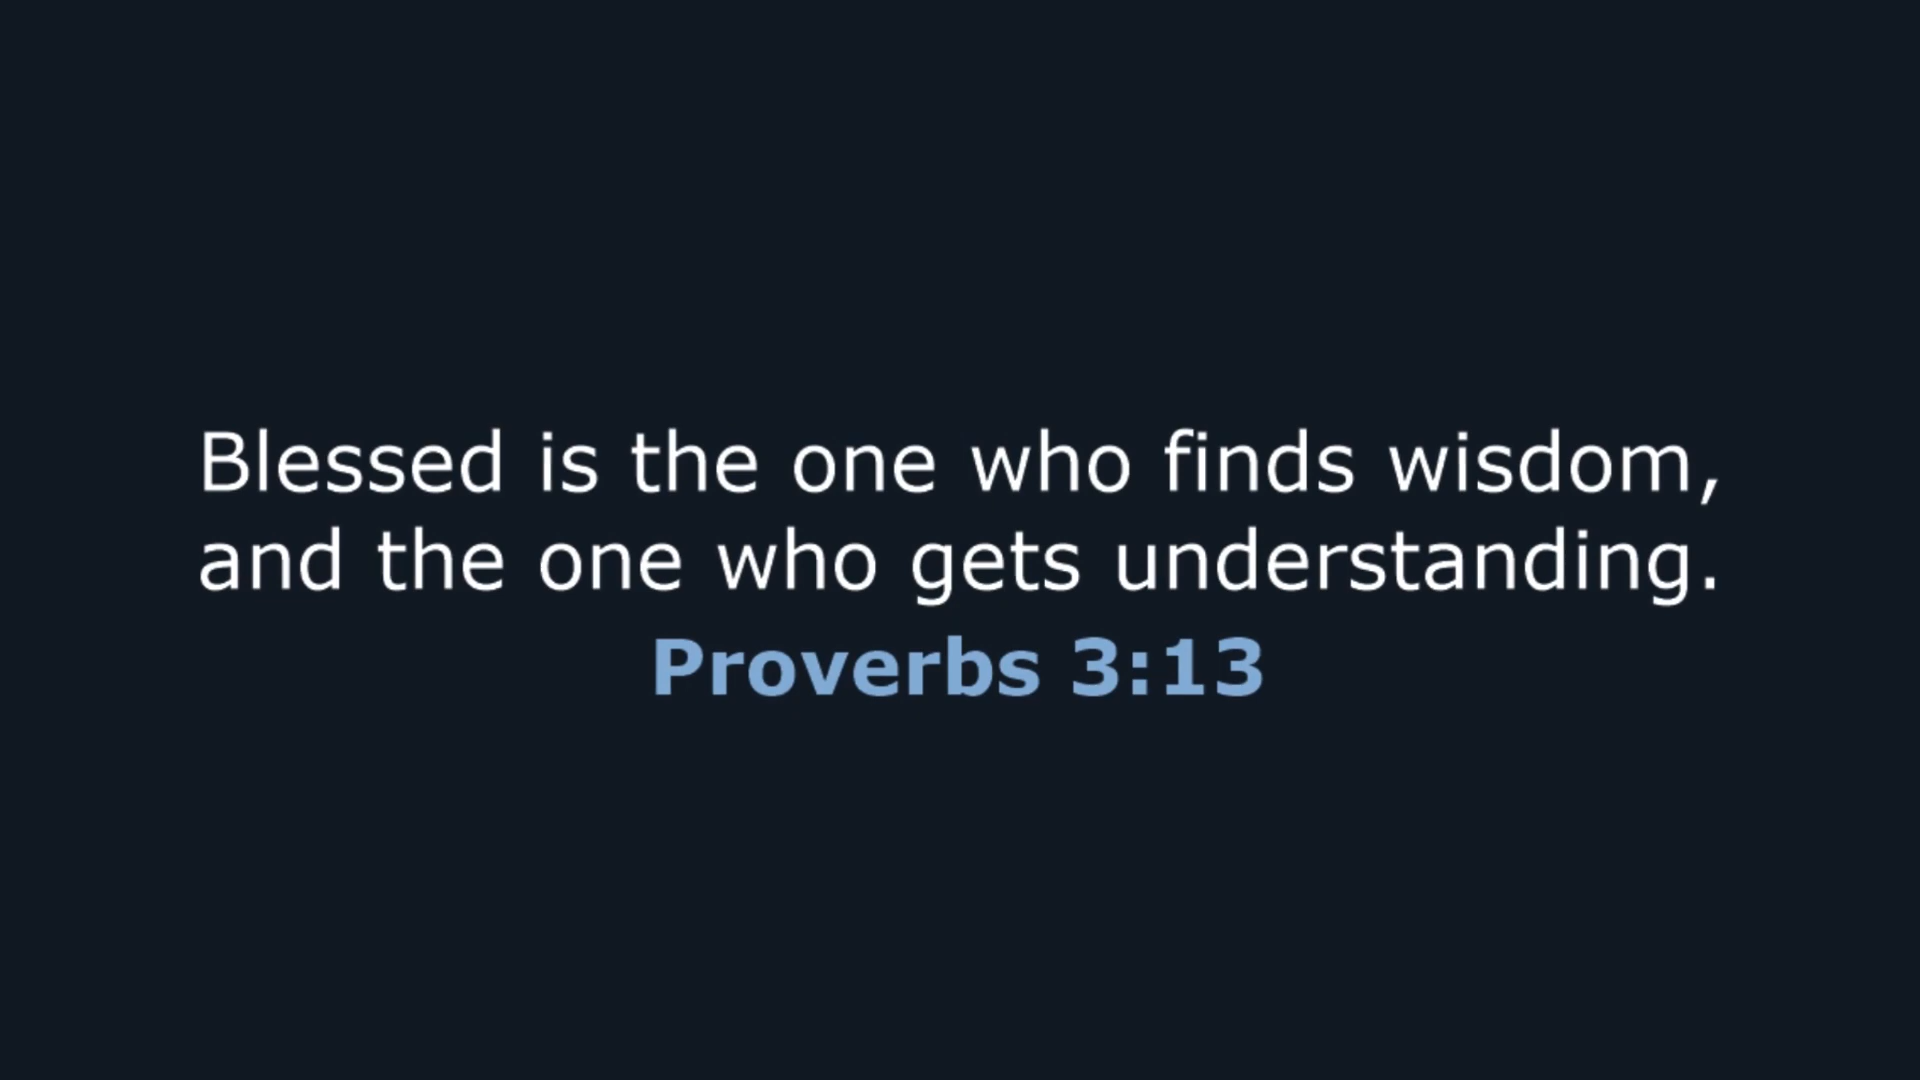 Blessed is the one who finds wisdom,
and the one who gets understanding.
Proverbs 3:13